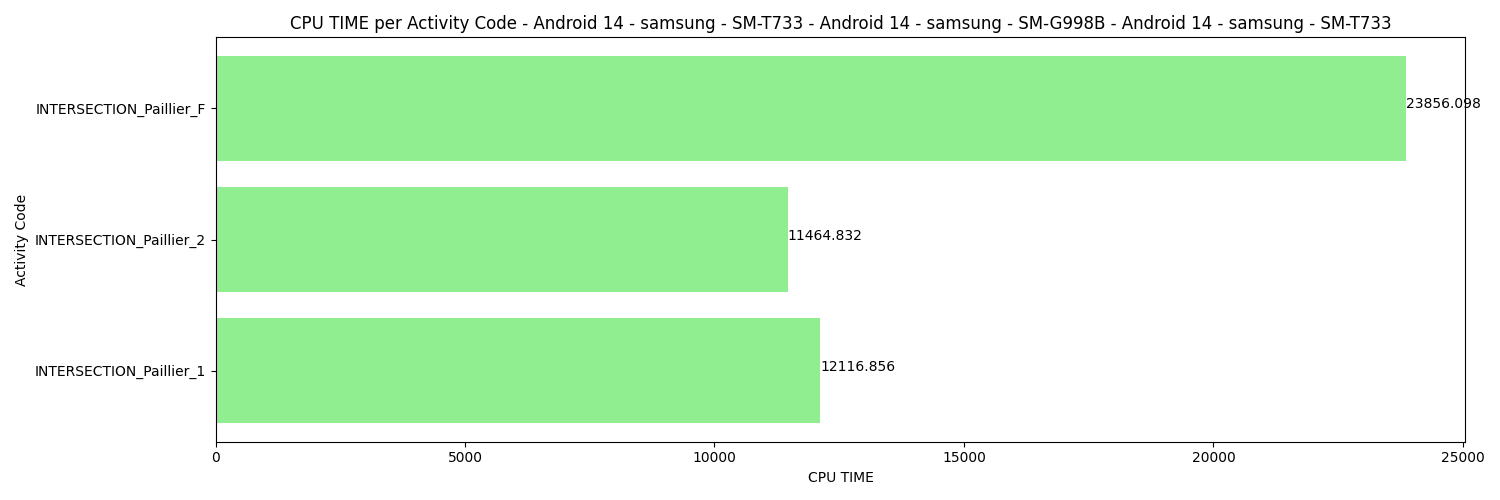 CPU TIME per Activity Code - Android 14 - samsung - SM-T733 - Android 14 - samsung - SM-G998B - Android 14 - samsung - SM-T733
INTERSECTION_Paillier_F
23856.098
INTERSECTION_Paillier_2
11464.832
INTERSECTION_Paillier_1
12116.856
Activity Code
0 5000 10000 15000 20000 25000
CPU TIME